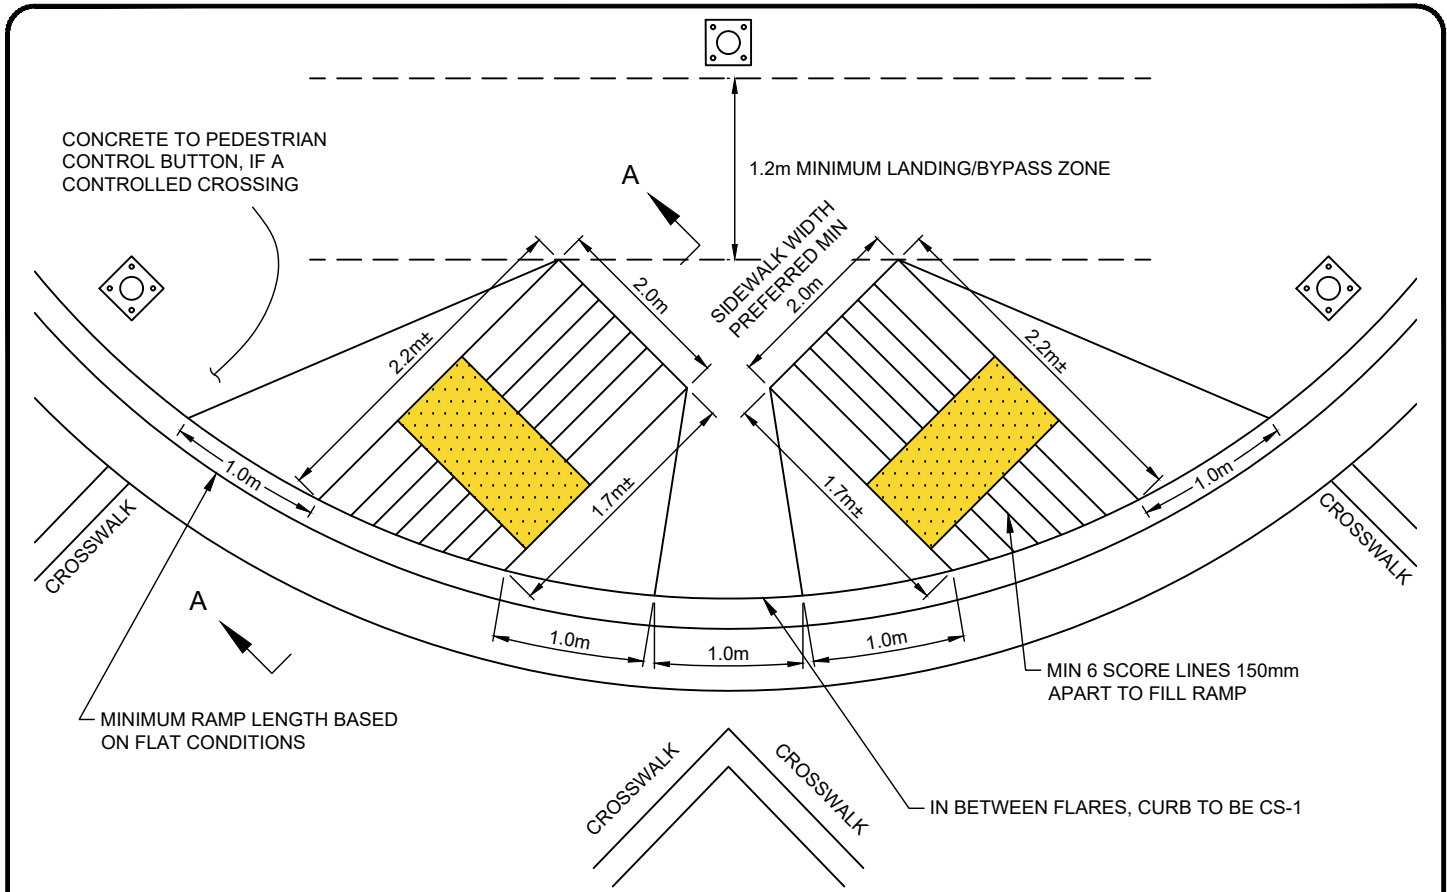 CONCRETE TO PEDESTRIAN
CONTROL BUTTON, IF A
CONTROLLED CROSSING
A
1.2m MINIMUM LANDING/BYPASS ZONE
SIDEWALK WIDTH
PREFERRED MIN
2.0m
2.0m
2.2m±
2.2m±
1.7m±
1.7m±
1.0m
1.0m
CROSSWALK
CROSSWALK
A
1.0m
1.0m
1.0m
MIN 6 SCORE LINES 150mm
APART TO FILL RAMP
MINIMUM RAMP LENGTH BASED
ON FLAT CONDITIONS
CROSSWALK
CROSSWALK
IN BETWEEN FLARES, CURB TO BE CS-1